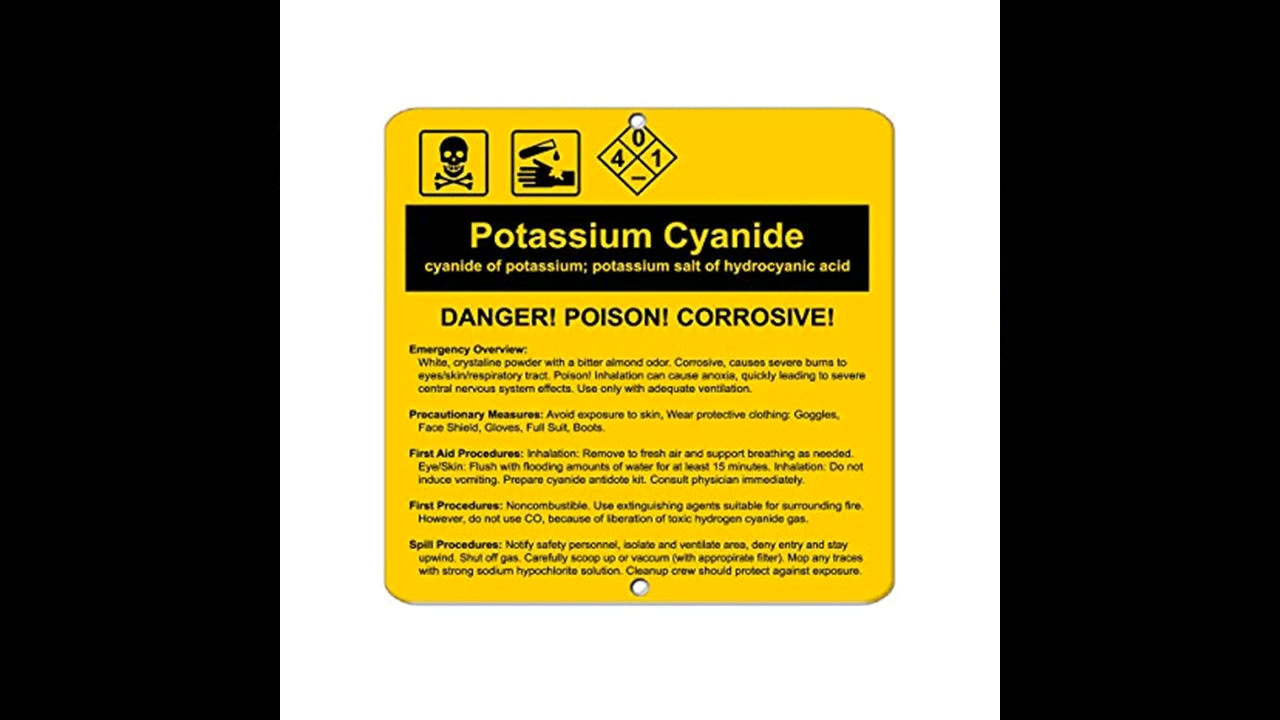 0
4 1
–
Potassium Cyanide
cyanide of potassium; potassium salt of hydrocyanic acid
DANGER! POISON! CORROSIVE!
Emergency Overview:
White, crystaline powder with a bitter almond odor. Corrosive, causes severe burns to
eyes/skin/respiratory tract. Poison! Inhalation can cause anoxia, quickly leading to severe
central nervous system effects. Use only with adequate ventilation.
Precautionary Measures: Avoid exposure to skin, Wear protective clothing: Goggles,
Face Shield, Gloves, Full Suit, Boots.
First Aid Procedures: Inhalation: Remove to fresh air and support breathing as needed.
Eye/Skin: Flush with flooding amounts of water for at least 15 minutes. Inhalation: Do not
induce vomiting. Prepare cyanide antidote kit. Consult physician immediately.
First Procedures: Noncombustible. Use extinguishing agents suitable for surrounding fire.
However, do not use CO, because of liberation of toxic hydrogen cyanide gas.
Spill Procedures: Notify safety personnel, isolate and ventilate area, deny entry and stay
upwind. Shut off gas. Carefully scoop up or vaccum (with appropirate filter). Mop any traces
with strong sodium hypochlorite solution. Cleanup crew should protect against exposure.